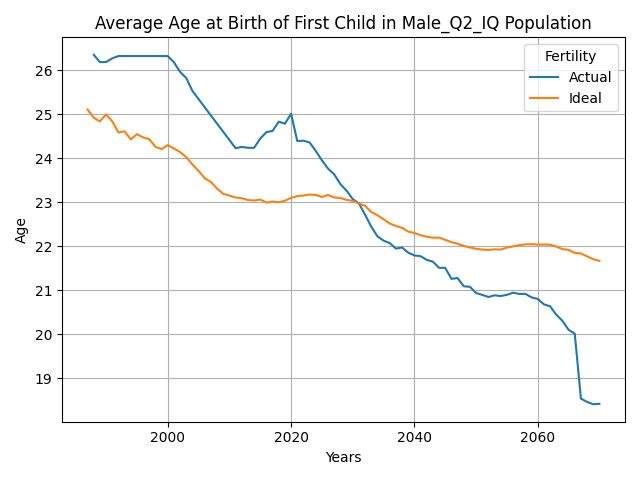 Average Age at Birth of First Child in Male_Q2_IQ Population
Fertility
Actual
Ideal
26
25
24
23
22
21
20
19
Age
2000
2020
2040
2060
Years